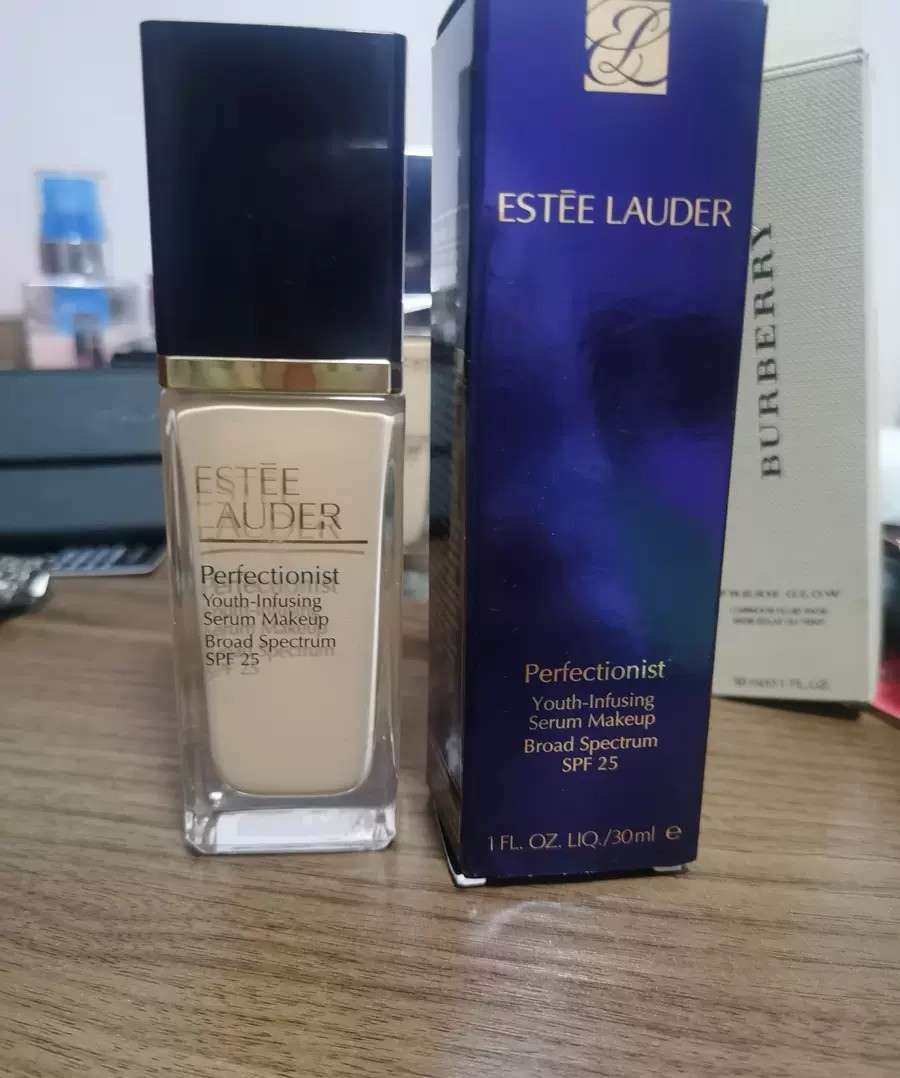 ESTĒE
LAUDER
Perfectionist
Youth-Infusing
Serum Makeup
Broad Spectrum
SPF 25
ESTĒE LAUDER
Perfectionist
Youth-Infusing
Serum Makeup
Broad Spectrum
SPF 25
1 FL. OZ. LIQ./30ml e
BURBERRY
GLOW